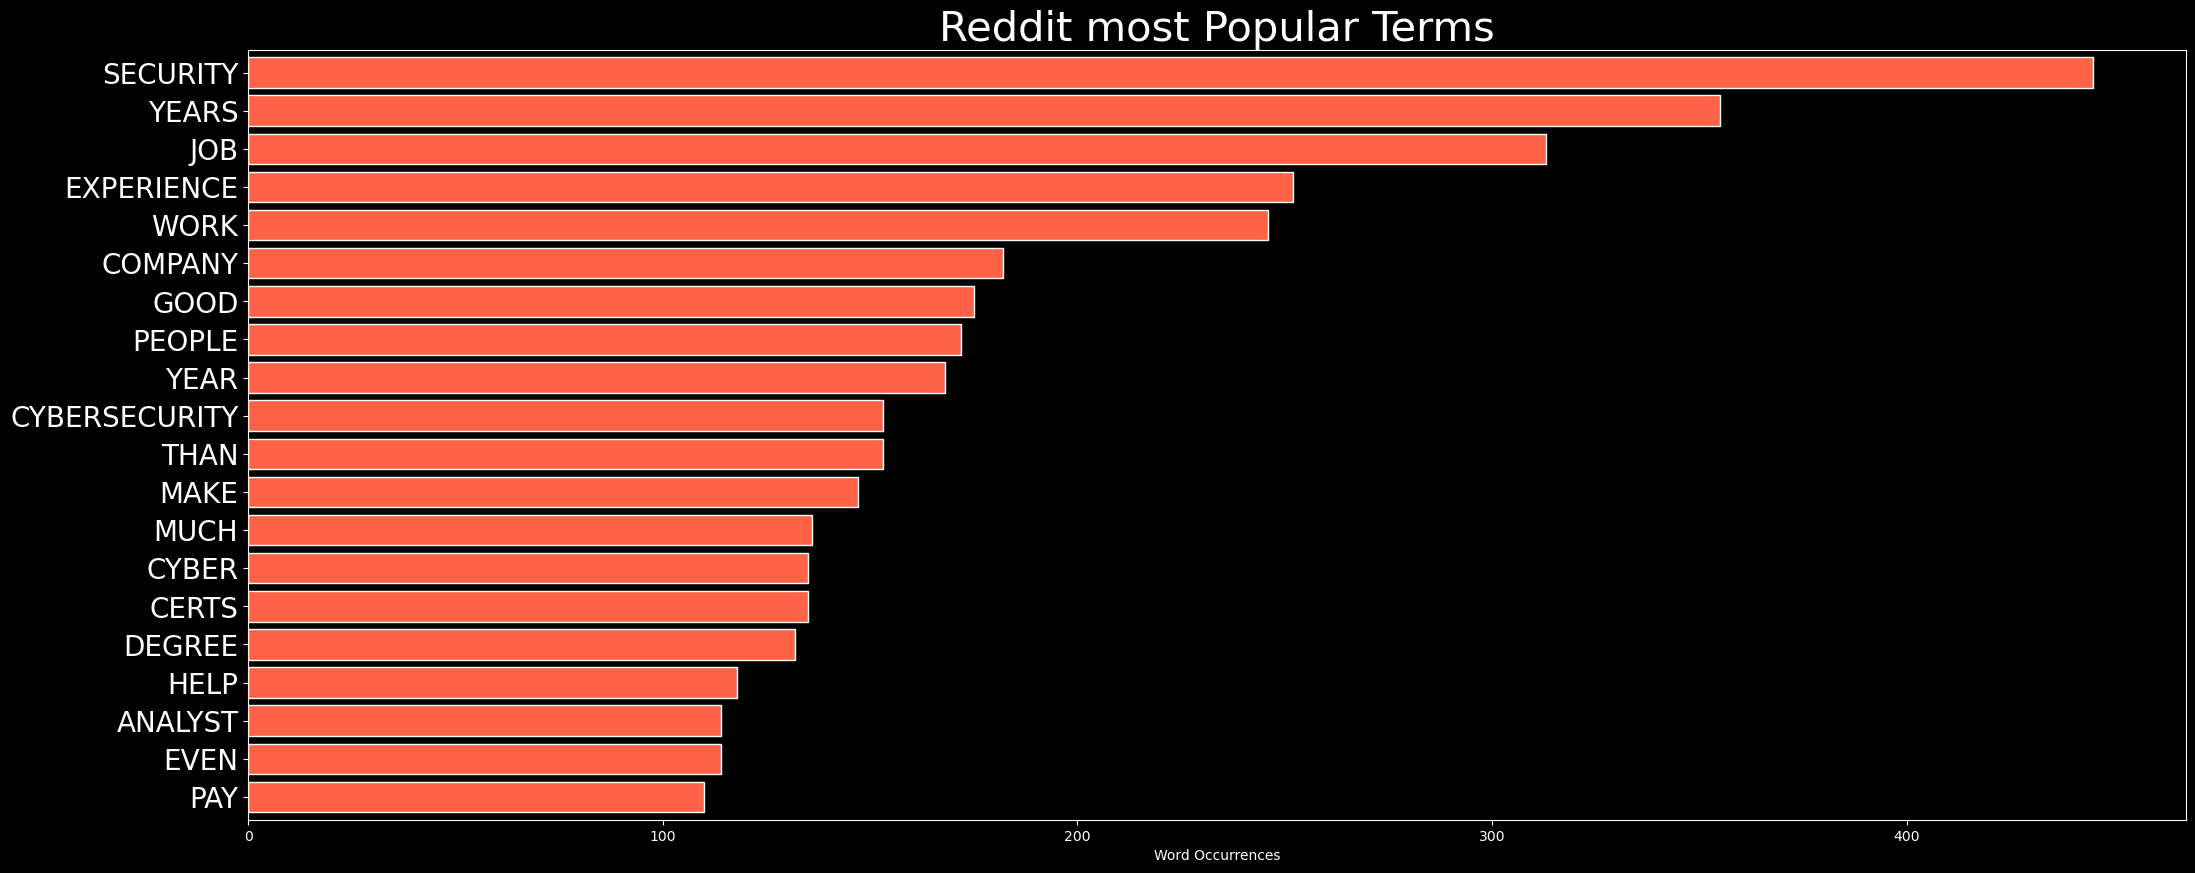 Reddit most Popular Terms
SECURITY
YEARS
JOB
EXPERIENCE
WORK
COMPANY
GOOD
PEOPLE
YEAR
CYBERSECURITY
THAN
MAKE
MUCH
CYBER
CERTS
DEGREE
HELP
ANALYST
EVEN
PAY
0 100 200 300 400
Word Occurrences